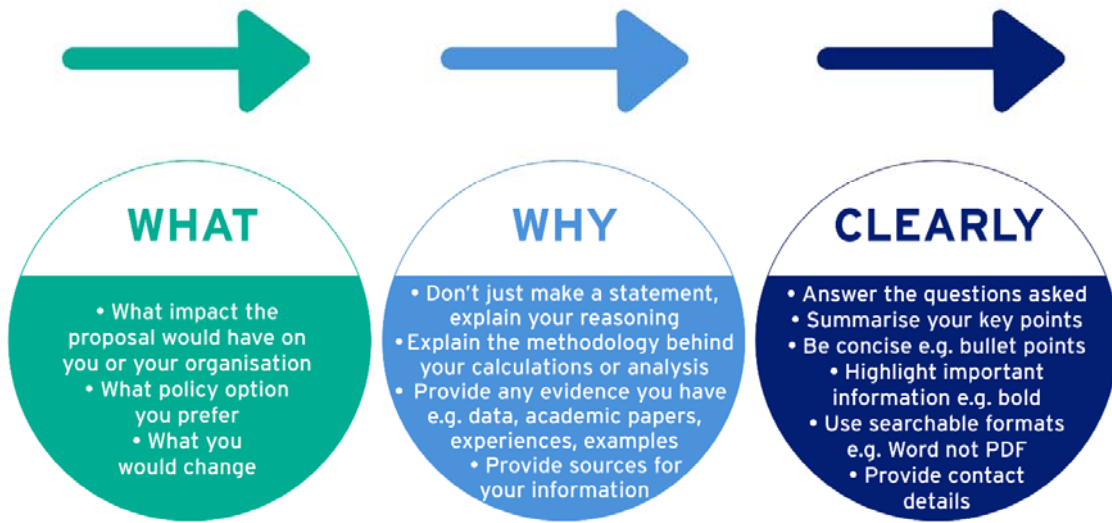 WHAT
• What impact the
proposal would have on
you or your organisation
• What policy option
you prefer
• What you
would change
WHY
• Don't just make a statement,
explain your reasoning
• Explain the methodology behind
your calculations or analysis
• Provide any evidence you have
e.g. data, academic papers,
experiences, examples
• Provide sources for
your information
CLEARLY
• Answer the questions asked
• Summarise your key points
• Be concise e.g. bullet points
• Highlight important
information e.g. bold
• Use searchable formats
e.g. Word not PDF
• Provide contact
details